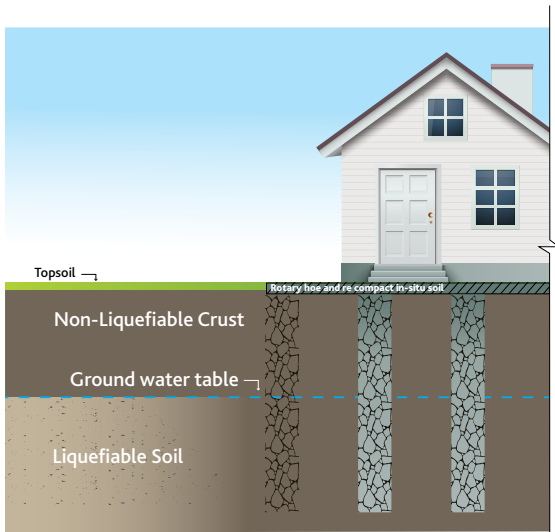 Topsoil
Rotary hoe and re compact in-situ soil
Non-Liquefiable Crust
Ground water table
Liquefiable Soil